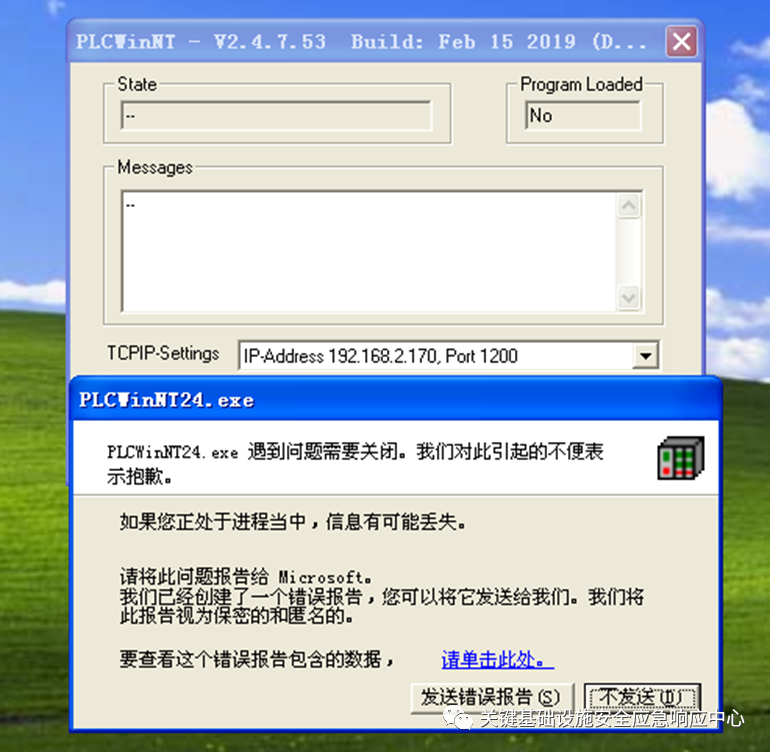 PLCWinNT - V2.4.7.53 Build: Feb 15 2019 (D...
State
--
Program Loaded
No
Messages
--
TCPIP-Settings
IP-Address 192.168.2.170, Port 1200
PLCWinNT24.exe
PLCWinNT24.exe 遇到问题需要关闭。我们对此引起的不便表
示抱歉。
如果您正处于进程当中，信息有可能丢失。
请将此问题报告给 Microsoft。
我们已经创建了一个错误报告，您可以将它发送给我们。我们将
此报告视为保密的和匿名的。
要查看这个错误报告包含的数据，
请单击此处。
发送错误报告(S)
不发送(D)
关键基础设施安全应急响应中心